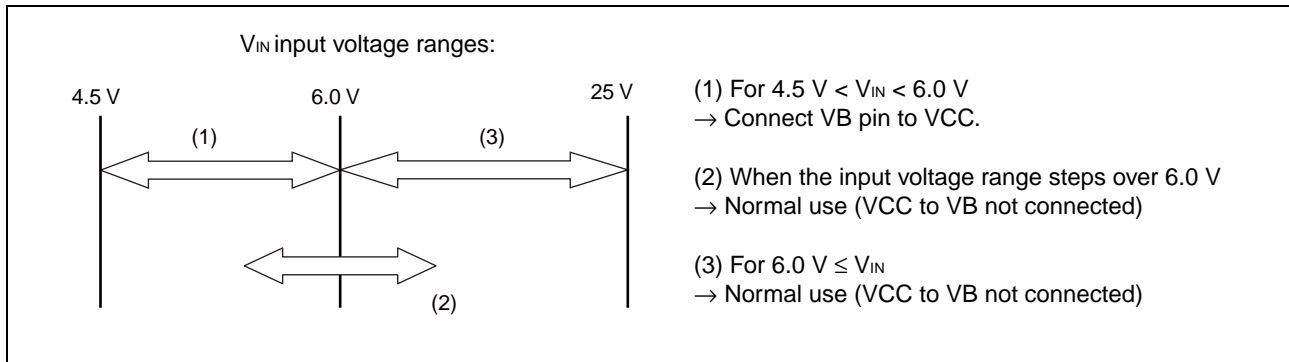 VIN input voltage ranges:
4.5 V
6.0 V
25 V
(1)
(3)
(2)
(1) For 4.5 V < VIN < 6.0 V
→ Connect VB pin to VCC.
(2) When the input voltage range steps over 6.0 V
→ Normal use (VCC to VB not connected)
(3) For 6.0 V ≤ VIN
→ Normal use (VCC to VB not connected)